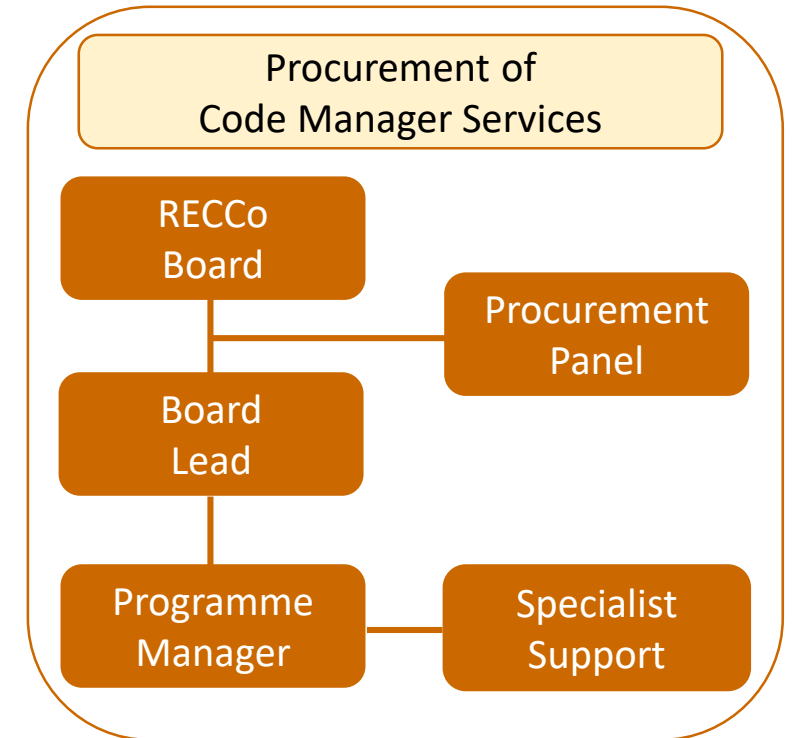 Procurement of
Code Manager Services
RECCo
Board
Procurement
Panel
Board
Lead
Programme
Manager
Specialist
Support